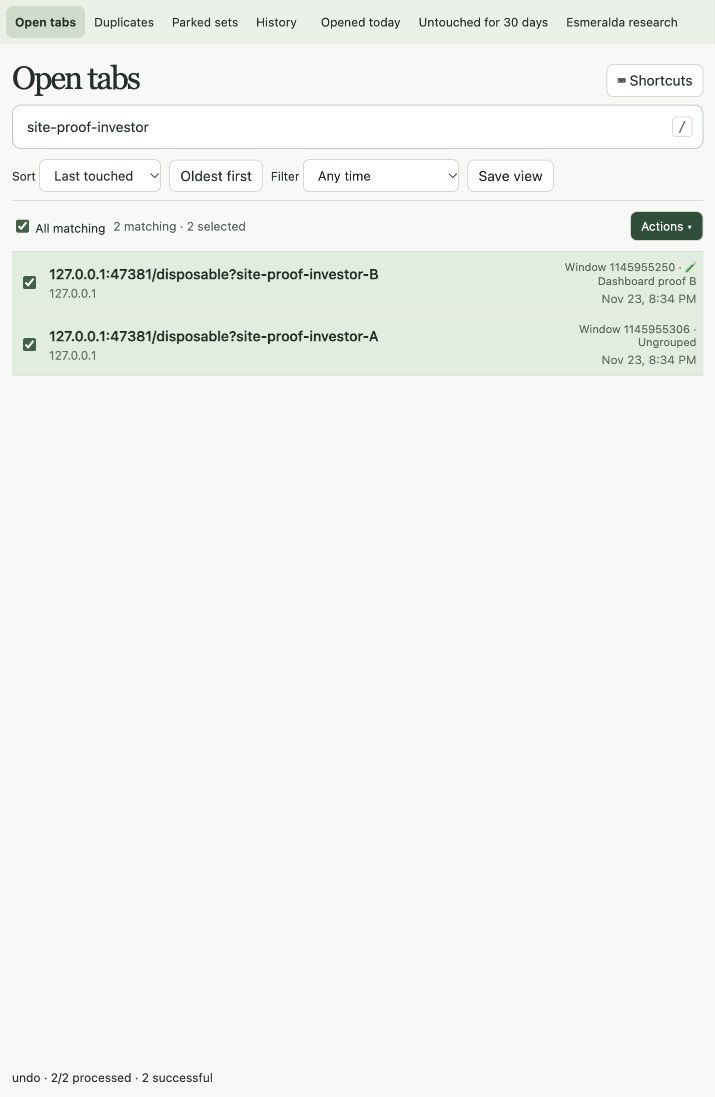 Open tabs Duplicates Parked sets History Opened today Untouched for 30 days Esmeralda research
Open tabs
Shortcuts
site-proof-investor /
Sort Last touched Oldest first Filter Any time Save view
All matching 2 matching · 2 selected
Actions ▾
127.0.0.1:47381/disposable?site-proof-investor-B
127.0.0.1
Window 1145955250 · 🧪
Dashboard proof B
Nov 23, 8:34 PM
127.0.0.1:47381/disposable?site-proof-investor-A
127.0.0.1
Window 1145955306 ·
Ungrouped
Nov 23, 8:34 PM
undo · 2/2 processed · 2 successful